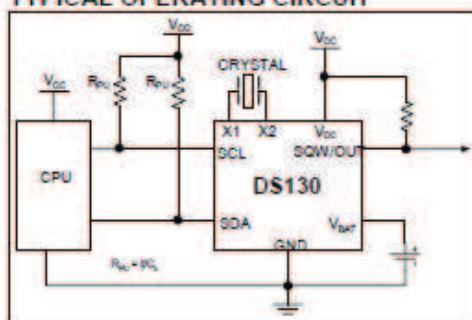 TYPICAL OPERATING CIRCUIT
VCC
VCC
VCC
RPU
RPU
CRYSTAL
X1
X2
VCC
SCL
SQW/OUT
CPU
DS130
SDA
VBAT
GND